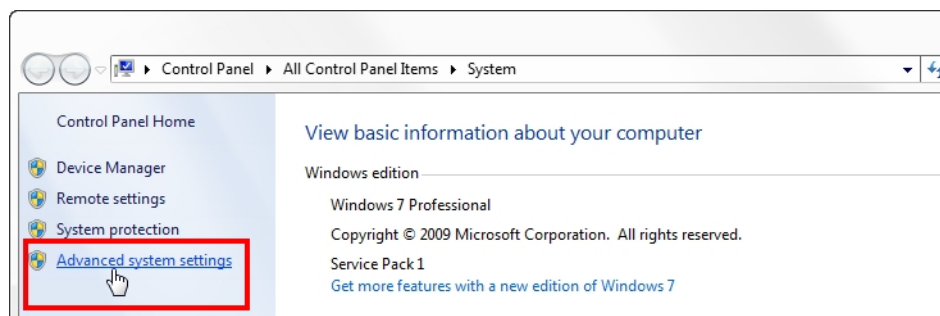 Control Panel All Control Panel Items System
Control Panel Home
Device Manager
Remote settings
System protection
Advanced system settings
View basic information about your computer
Windows edition
Windows 7 Professional
Copyright © 2009 Microsoft Corporation. All rights reserved.
Service Pack 1
Get more features with a new edition of Windows 7